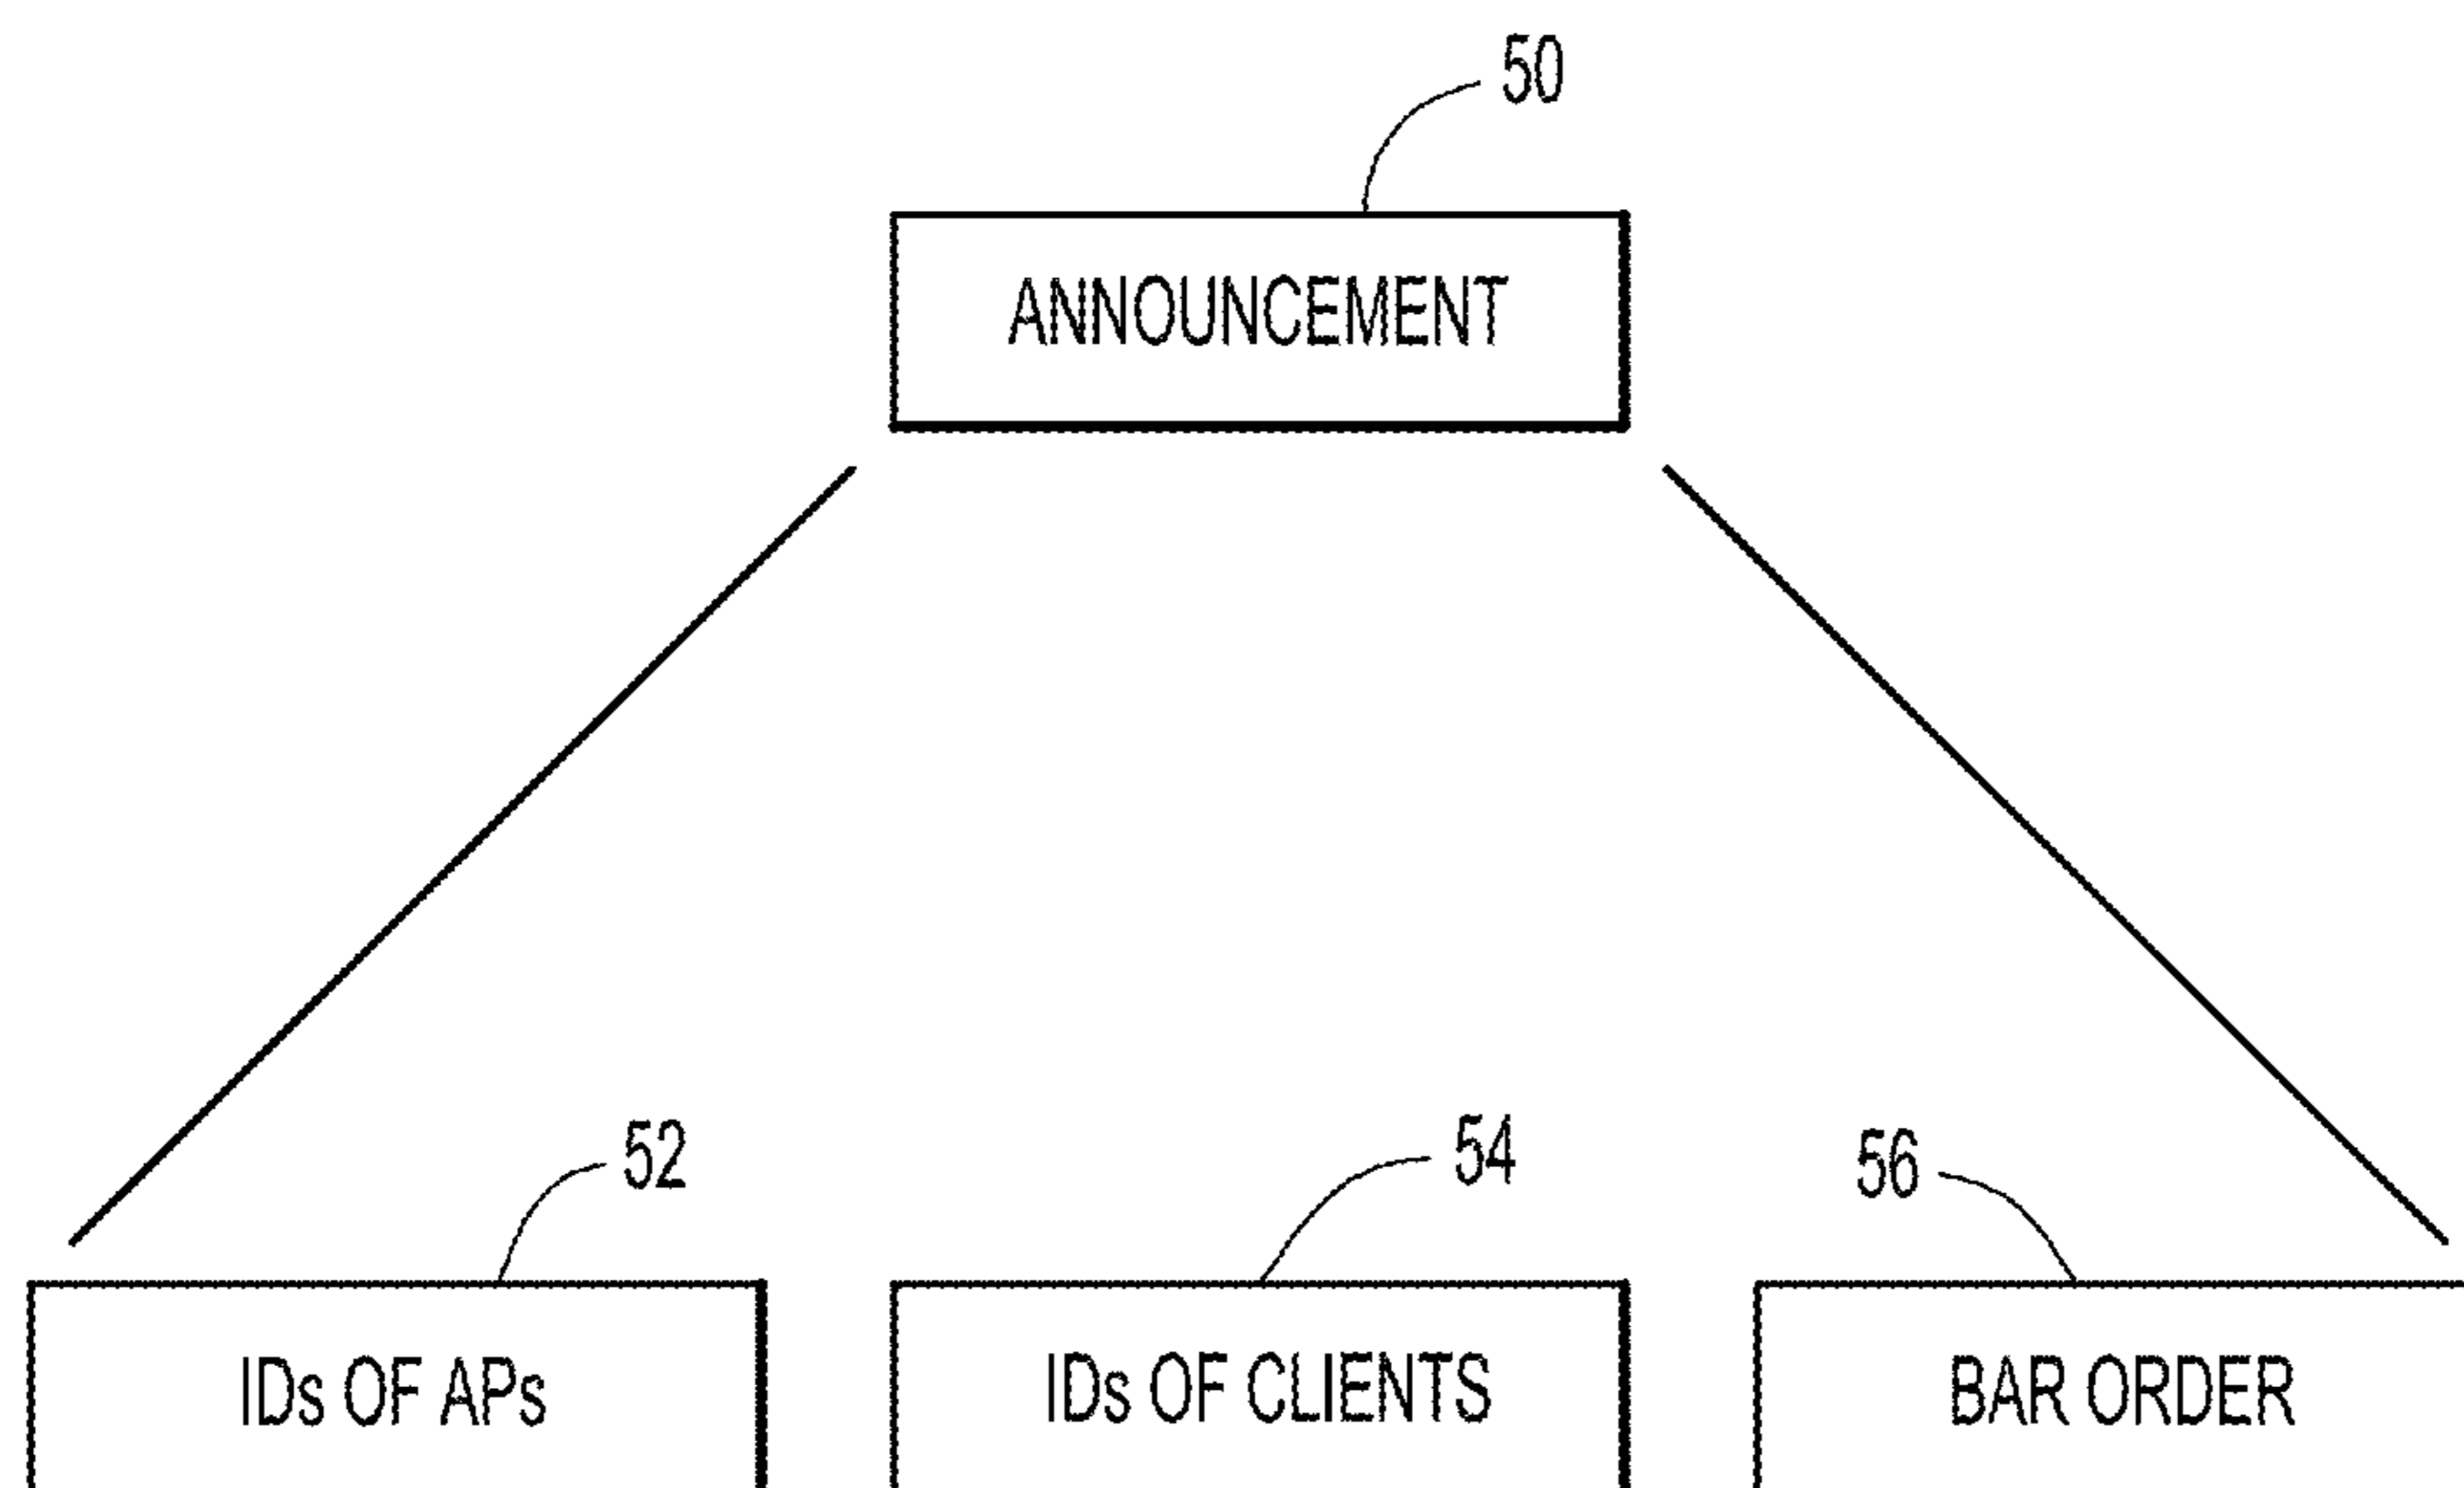 50
ANNOUNCEMENT
52
54
56
IDs OF APs
IDs OF CLIENTS
BAR ORDER